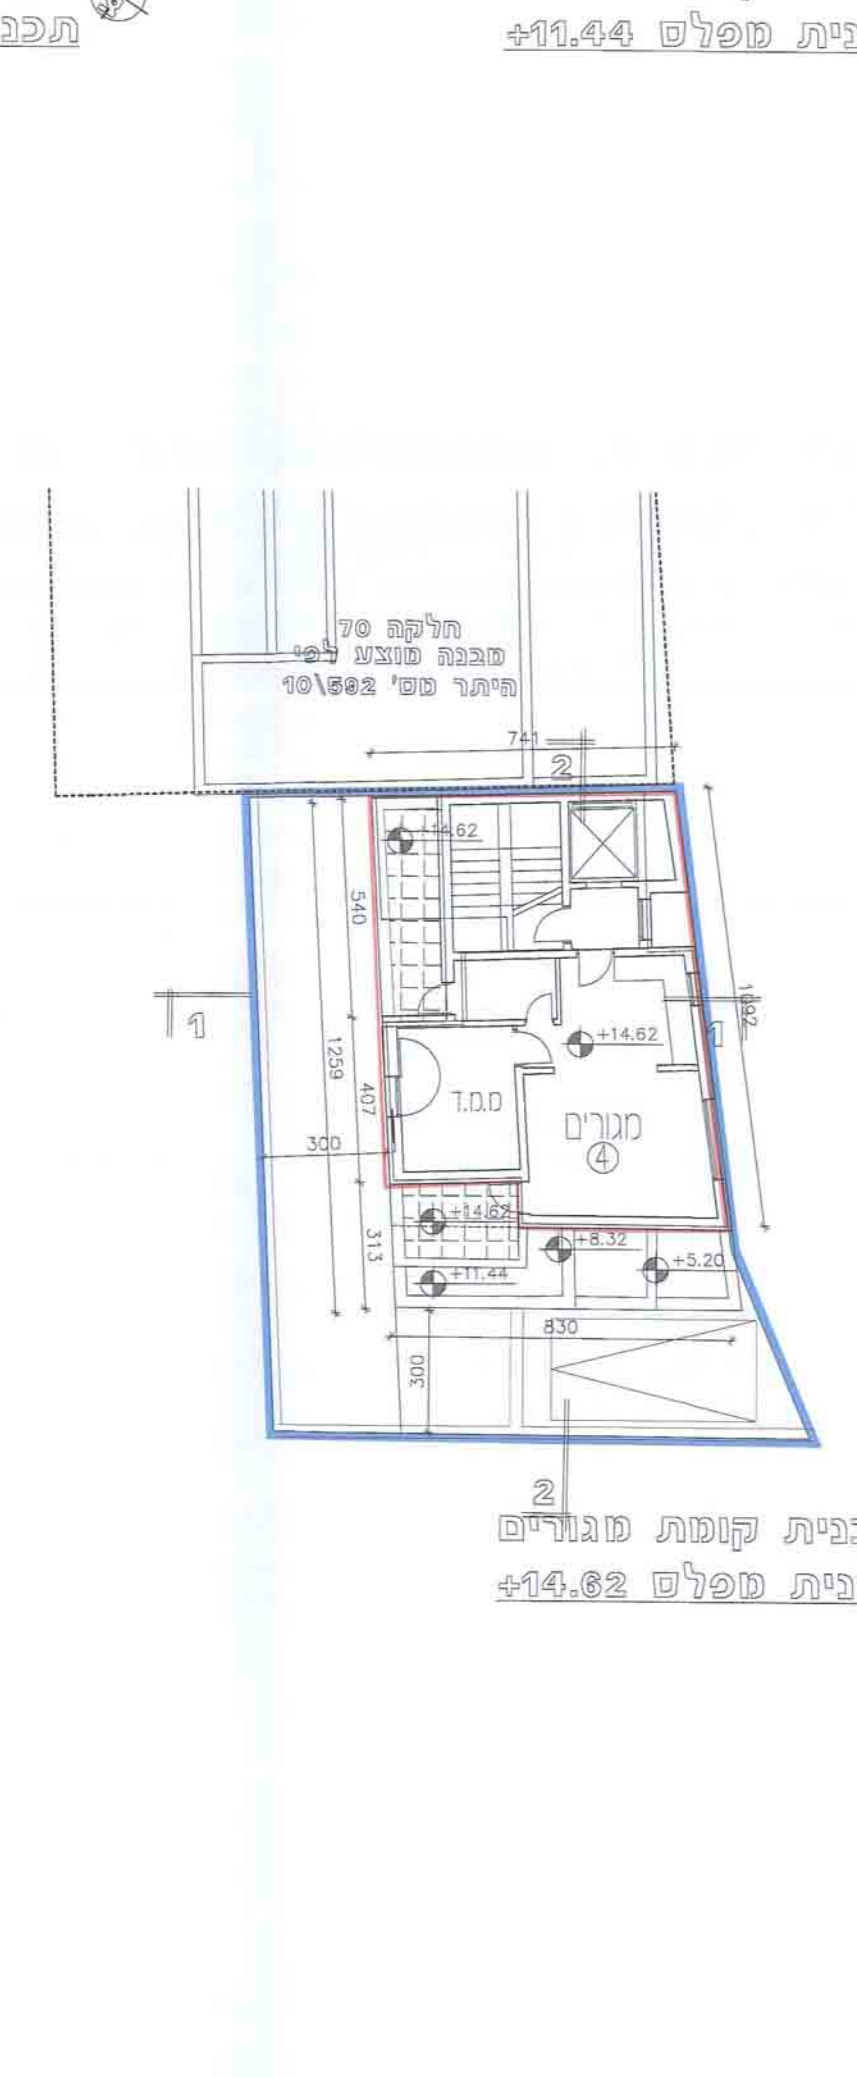 תכנ
נית מפלס +11.44
חלקה 70
מבנה מוצע לפי
היתר מס' 10\592
741
2
+14.62
540
1092
1
1
+14.62
1259
407
ממ.ד
מגורים
4
300
+14.62
313
+8.32
+5.20
+11.44
830
300
2
כנית קומת מגורים
נית מפלס +14.62